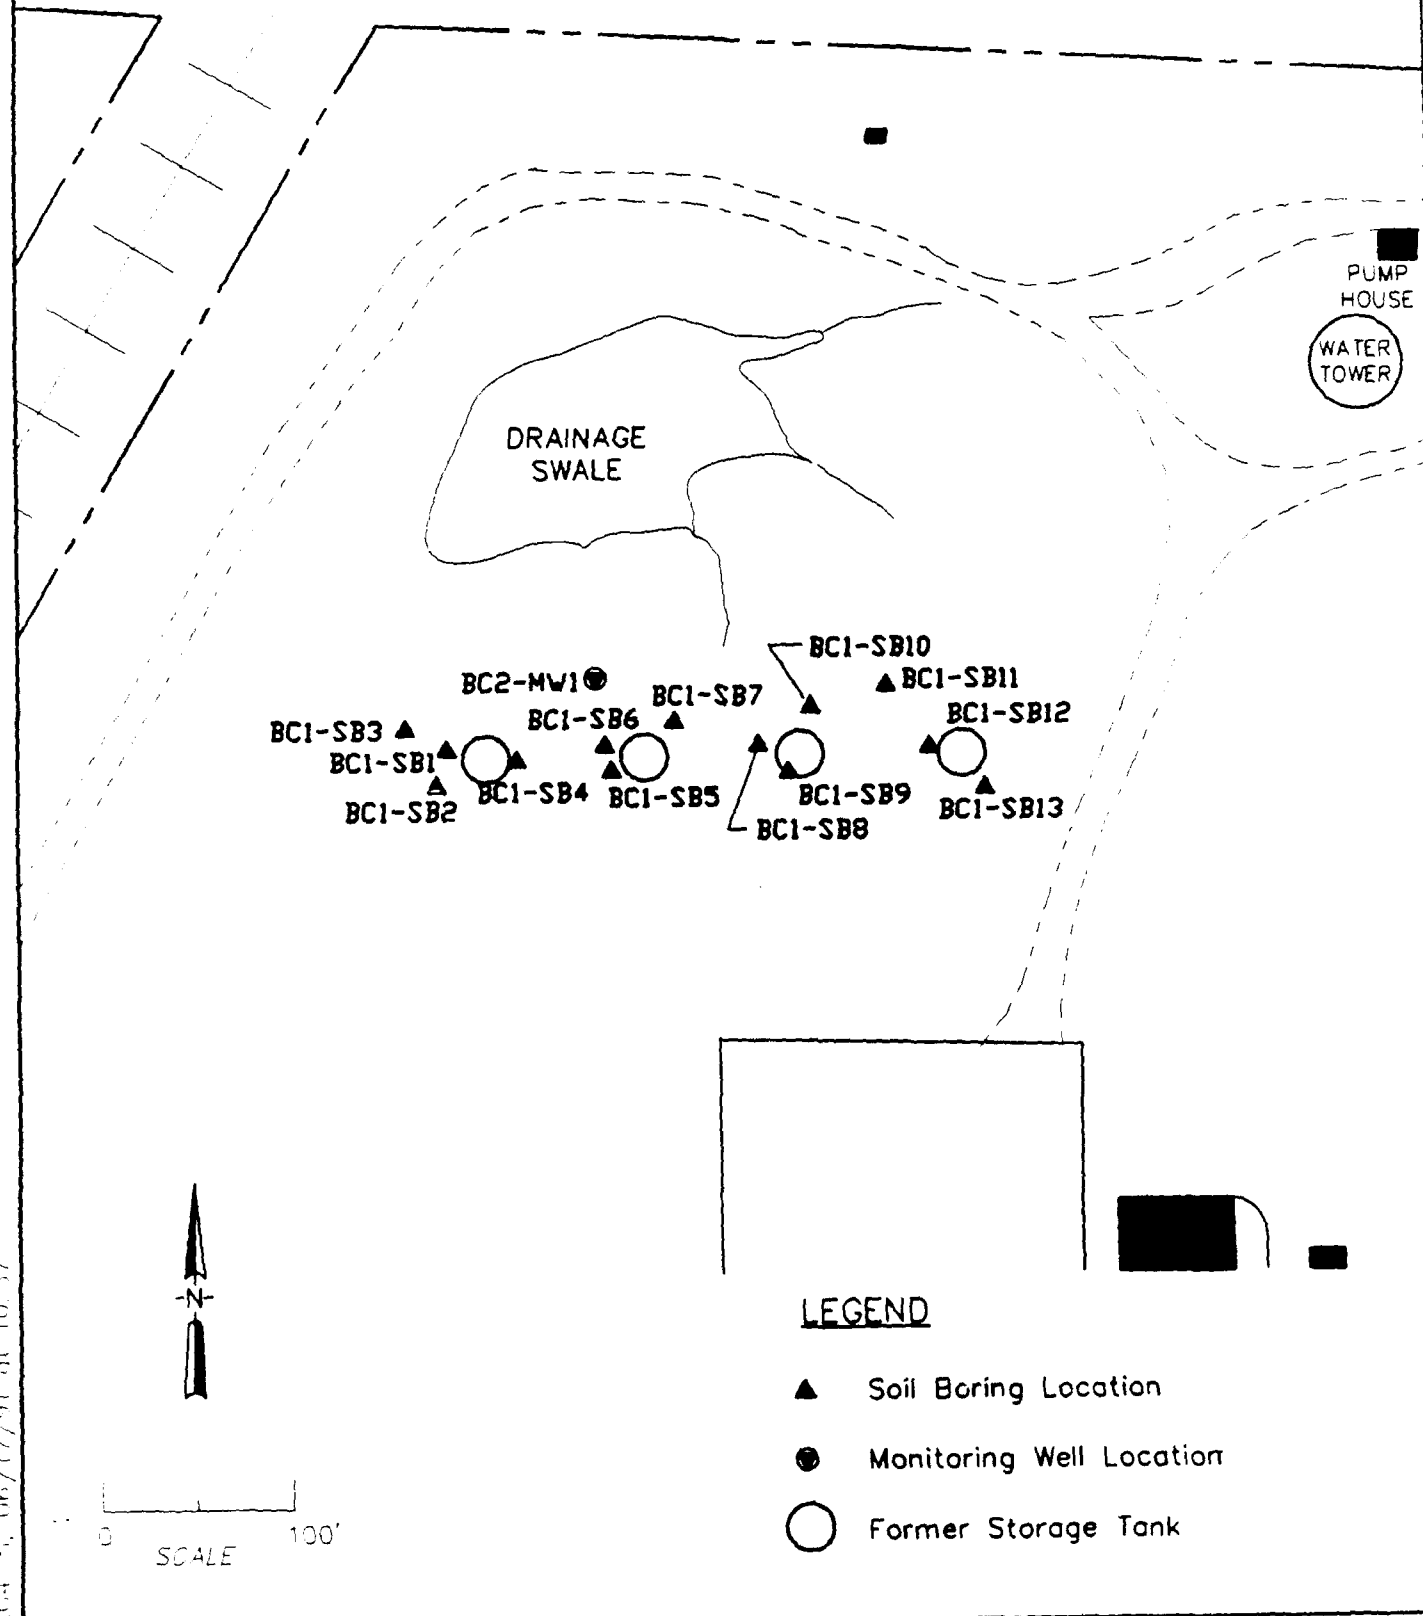 PUMP
HOUSE
WATER
TOWER
DRAINAGE
SWALE
BC1-SB10
BC2-MW1
BC1-SB11
BC1-SB7
BC1-SB6
BC1-SB12
BC1-SB3
BC1-SB1
BC1-SB4
BC1-SB5
BC1-SB9
BC1-SB13
BC1-SB2
BC1-SB8
-N-
LEGEND
Soil Boring Location
Monitoring Well Location
Former Storage Tank
0 100'
SCALE